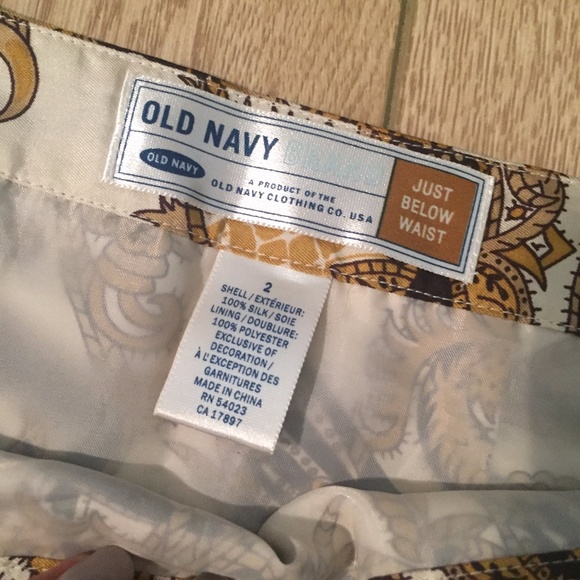 OLD NAVY
OLD NAVY
A PRODUCT OF THE
OLD NAVY CLOTHING CO. USA
JUST
BELOW
WAIST
2
SHELL/EXTÉRIEUR:
100% SILK/SOIE
LINING/DOUBLURE:
100% POLYESTER
EXCLUSIVE OF
DECORATION/
À L'EXCEPTION DES
GARNITURES
MADE IN CHINA
RN 54023
CA 17897